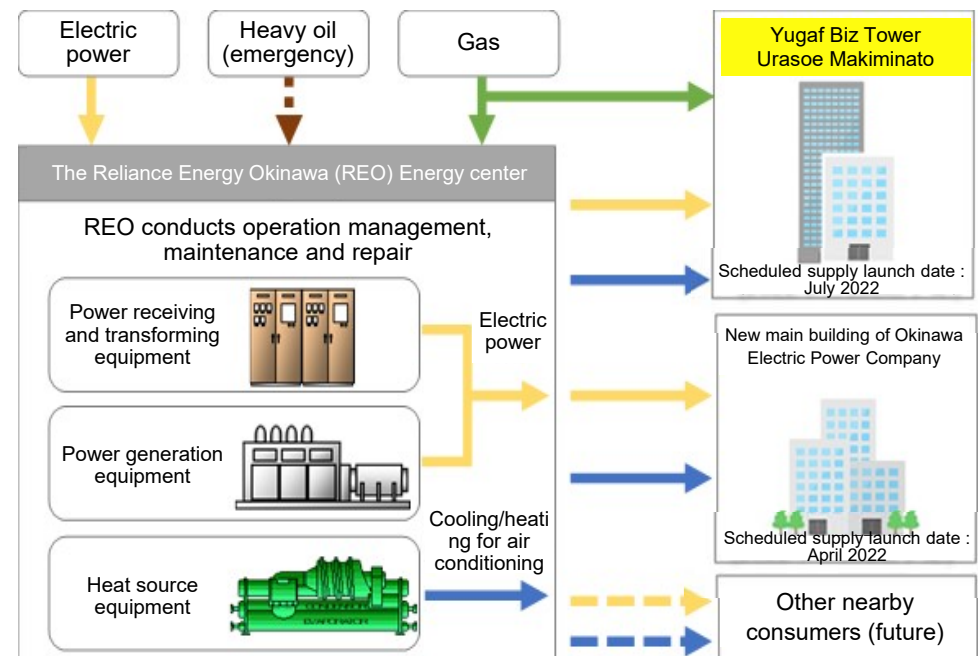 Electric
power
Heavy oil
(emergency)
Gas
Yugaf Biz Tower
Urasoe Makiminato
Scheduled supply launch date :
July 2022
The Reliance Energy Okinawa (REO) Energy center
REO conducts operation management,
maintenance and repair
Power receiving
and transforming
equipment
Electric
power
Power generation
equipment
Cooling/heati
ng for air
conditioning
Heat source
equipment
EVAPORATOR
New main building of Okinawa
Electric Power Company
Scheduled supply launch date :
April 2022
Other nearby
consumers (future)